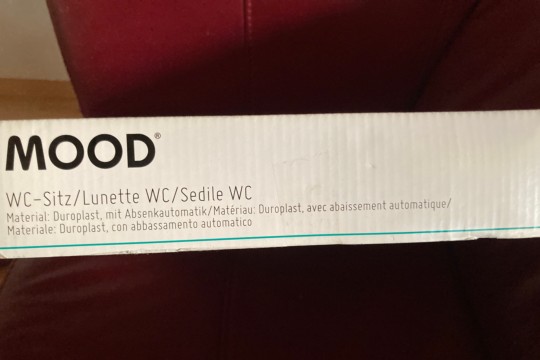 MOOD®
WC-Sitz/Lunette WC/Sedile WC
Material: Duroplast, mit Absenkautomatik/Matériau: Duroplast, avec abaissement automatique/
Materiale: Duroplast, con abbassamento automatico